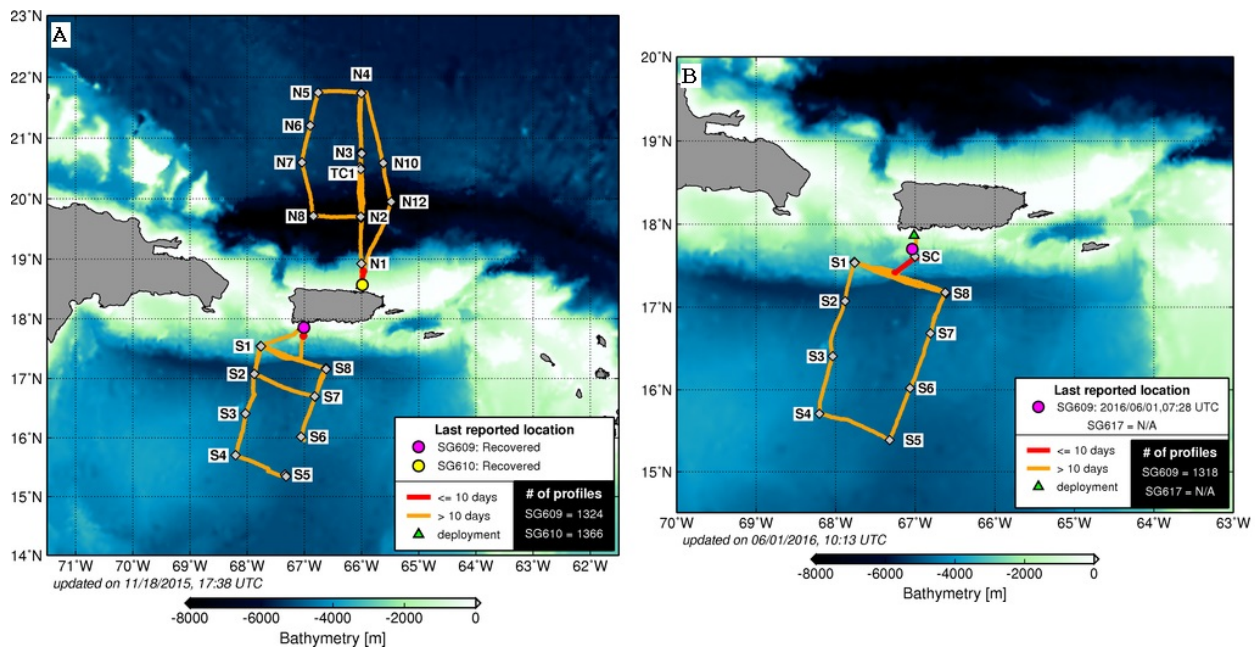 A
23°N
22°N
21°N
20°N
19°N
18°N
17°N
16°N
15°N
14°N
N4
N5
N6
N3
N7
TC1
N10
N12
N8
N2
N1
S1
S2
S8
S7
S3
S6
S4
S5
Last reported location
SG609: Recovered
SG610: Recovered
<= 10 days
> 10 days
deployment
# of profiles
SG609 = 1324
SG610 = 1366
71°W 70°W 69°W 68°W 67°W 66°W 65°W 64°W 63°W 62°W
updated on 11/18/2015, 17:38 UTC
-8000 -6000 -4000 -2000 0
Bathymetry [m]
B
20°N
19°N
18°N
17°N
16°N
15°N
SC
S1
S8
S2
S7
S3
S6
S4
S5
Last reported location
SG609: 2016/06/01,07:28 UTC
SG617 = N/A
<= 10 days
> 10 days
deployment
# of profiles
SG609 = 1318
SG617 = N/A
70°W 69°W 68°W 67°W 66°W 65°W 64°W 63°W
updated on 06/01/2016, 10:13 UTC
-8000 -6000 -4000 -2000 0
Bathymetry [m]